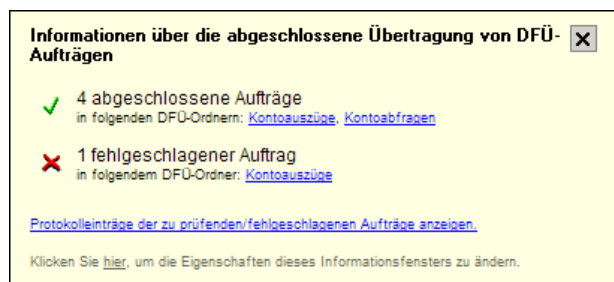 Informationen über die abgeschlossene Übertragung von DFÜ-
Aufträgen
4 abgeschlossene Aufträge
in folgenden DFÜ-Ordnern: Kontoauszüge, Kontoabfragen
1 fehlgeschlagener Auftrag
in folgendem DFÜ-Ordner: Kontoauszüge
Protokolleinträge der zu prüfenden/fehlgeschlagenen Aufträge anzeigen.
Klicken Sie hier, um die Eigenschaften dieses Informationsfensters zu ändern.